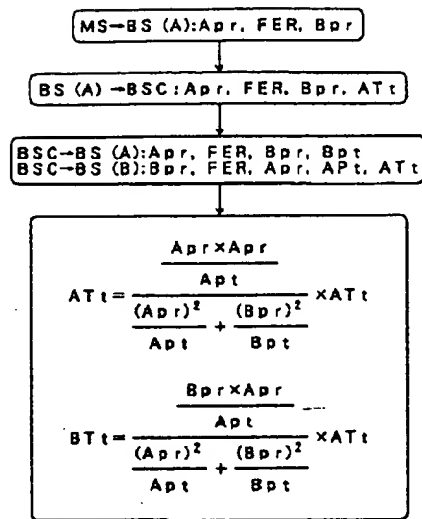 MS→BS (A):Apr, FER, Bpr
BS (A) →BSC:Apr, FER, Bpr, ATt
BSC→BS (A):Apr, FER, Bpr, Bpt
BSC→BS (B):Bpr, FER, Apr, APt, ATt
Apr×Apr
Apt
ATt= ×ATt
(Apr)² + (Bpr)²
Apt Bpt
Bpr×Apr
Apt
BTt= ×ATt
(Apr)² + (Bpr)²
Apt Bpt